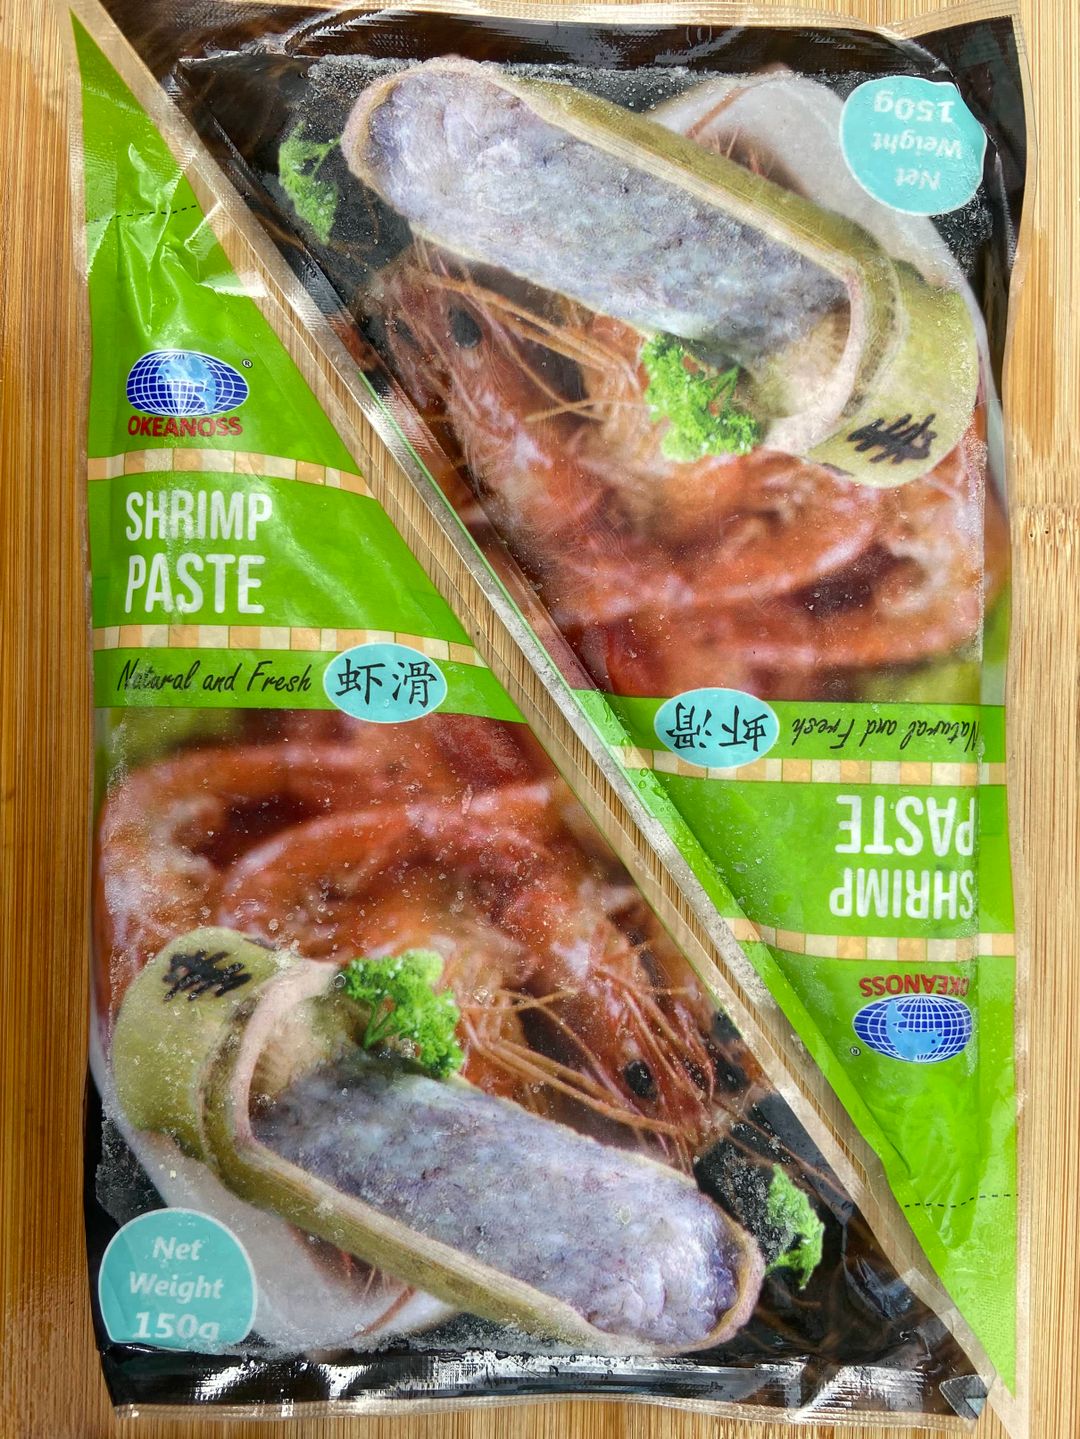 OKEANOSS
®
SHRIMP
PASTE
Natural and Fresh
虾滑
Net
Weight
150g
Net
Weight
150g
虾滑
Natural and Fresh
SHRIMP
PASTE
OKEANOSS
®